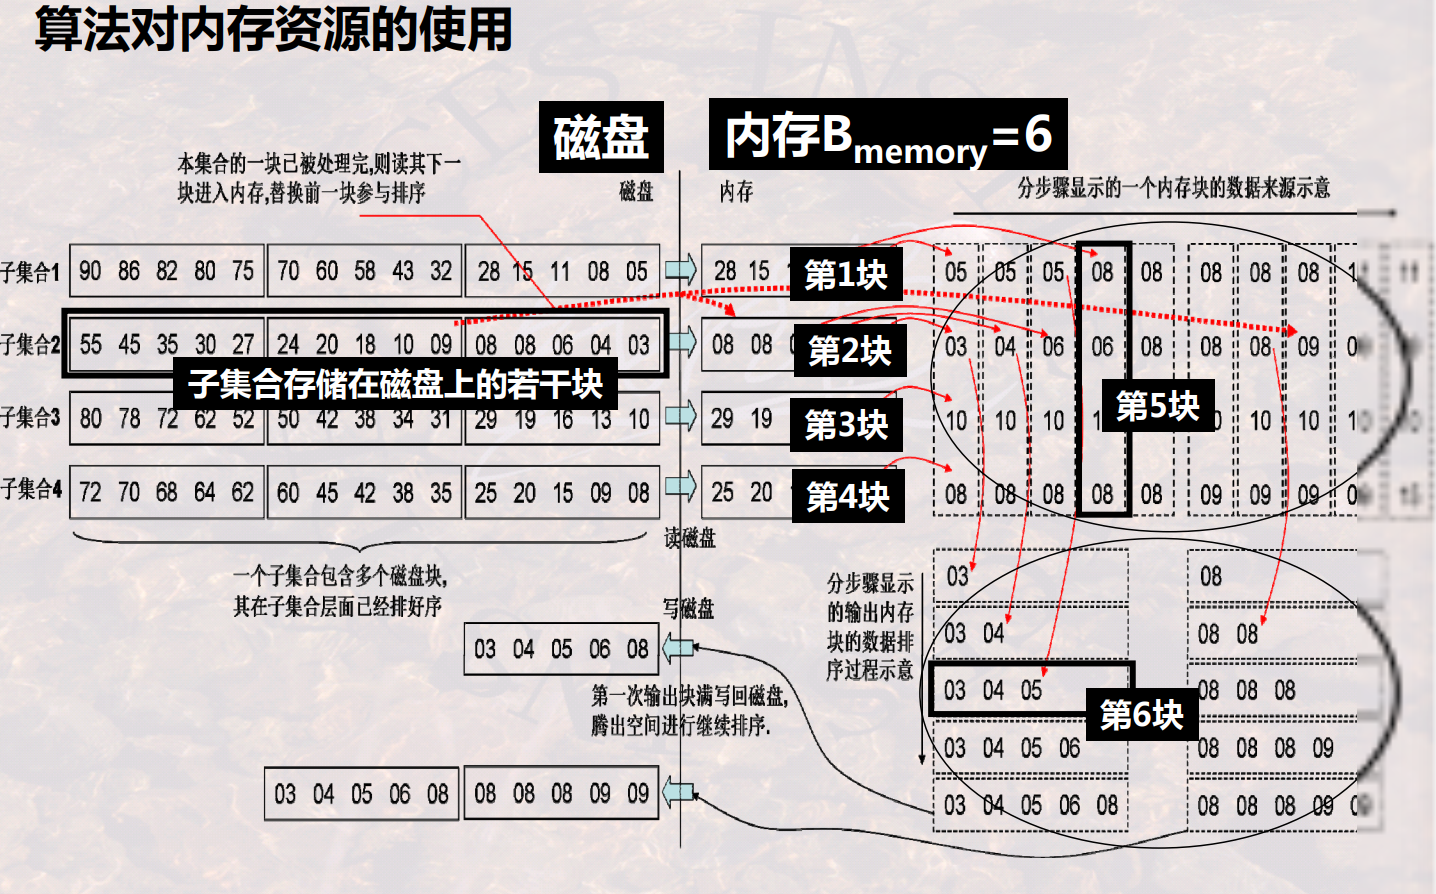 算法对内存资源的使用
磁盘
内存Bmemory=6
本集合的一块已被处理完,则读其下一
块进入内存,替换前一块参与排序
磁盘
内存
分步骤显示的一个内存块的数据来源示意
子集合1 90 86 82 80 75 70 60 58 43 32 28 15 11 08 05 28 15 第1块 05 05 05 08 08 08 08 08 11
子集合2 55 45 35 30 27 24 20 18 10 09 08 08 06 04 03 08 08 第2块 03 04 06 06 08 08 08 09
子集合存储在磁盘上的若干块
第5块
子集合3 80 78 72 62 52 50 42 38 34 31 29 19 16 13 10 29 19 第3块 10 10 10 10 10
子集合4 72 70 68 64 62 60 45 42 38 35 25 20 15 09 08 25 20 第4块 08 08 08 08 08 09 09 09
读磁盘
一个子集合包含多个磁盘块,
其在子集合层面已经排好序
写磁盘
03 04 05 06 08
第一次输出块满写回磁盘,
腾出空间进行继续排序.
03 04 05 06 08 08 08 08 09 09
分步骤显示
的输出内存
块的数据排
序过程示意
03
03 04
03 04 05
第6块
03 04 05 06
03 04 05 06 08
08
08 08
08 08 08
08 08 08 09
08 08 08 09 09